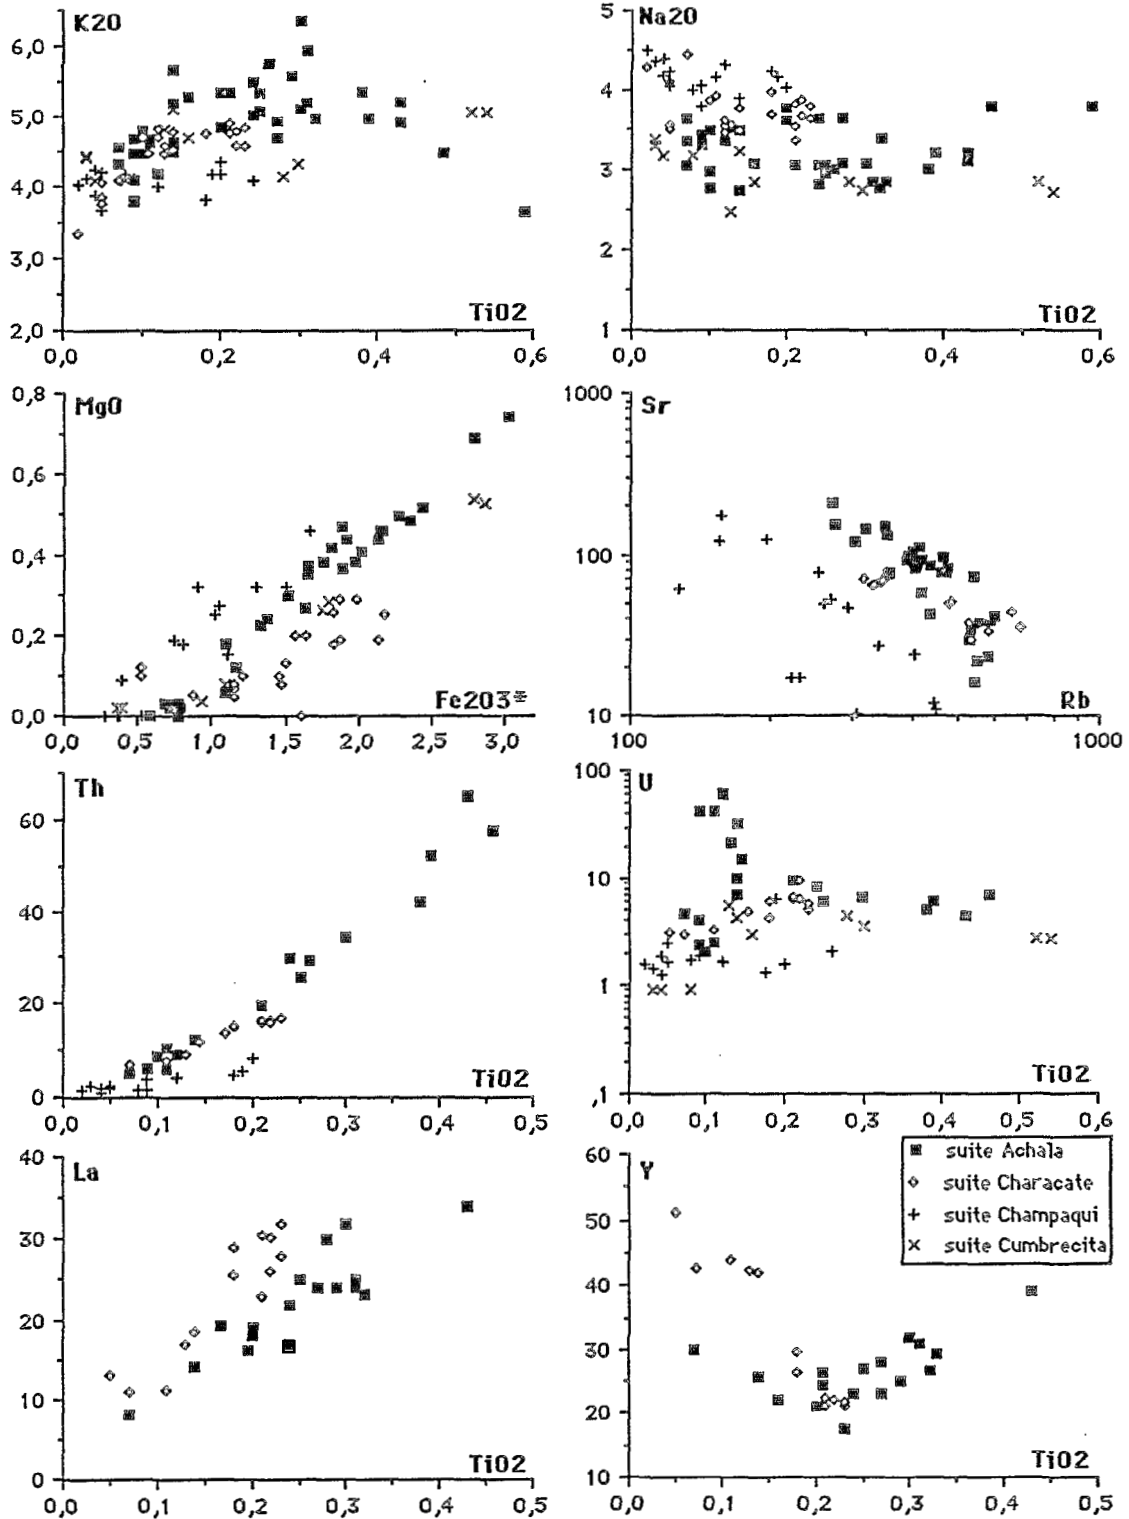 K2O
6,0
5,0
4,0
3,0
2,0
TiO2
0,0 0,2 0,4 0,6
Na2O
5
4
3
2
1
TiO2
0,0 0,2 0,4 0,6
MgO
0,8
0,6
0,4
0,2
0,0
Fe2O3*
0,0 0,5 1,0 1,5 2,0 2,5 3,0
Sr
1000
100
10
Rb
100 1000
Th
60
40
20
0
TiO2
0,0 0,1 0,2 0,3 0,4 0,5
U
100
10
1
,1
TiO2
0,0 0,1 0,2 0,3 0,4 0,5 0,6
La
40
30
20
10
0
TiO2
0,0 0,1 0,2 0,3 0,4 0,5
suite Achala
suite Characate
suite Champaqui
suite Cumbrecita
Y
60
50
40
30
20
10
TiO2
0,0 0,1 0,2 0,3 0,4 0,5